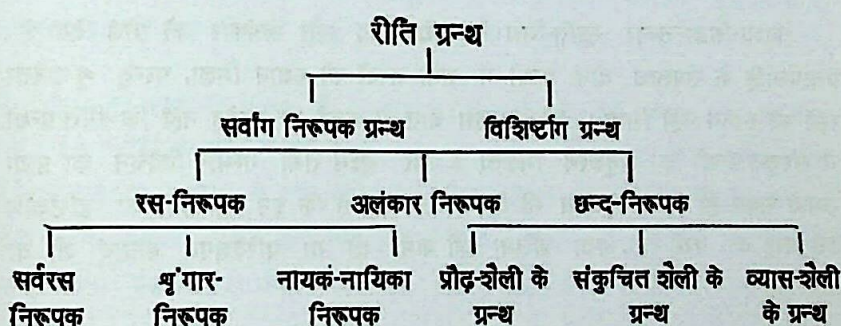 रीति ग्रन्थ
सर्वांग निरूपक ग्रन्थ विशिर्ष्टाग ग्रन्थ
रस-निरूपक अलंकार निरूपक छन्द-निरूपक
सर्वरस शृंगार- नायकं-नायिका प्रौढ़-शैली के संकुचित शैली के व्यास-शैली
निरूपक निरूपक निरूपक ग्रन्थ ग्रन्थ के ग्रन्थ